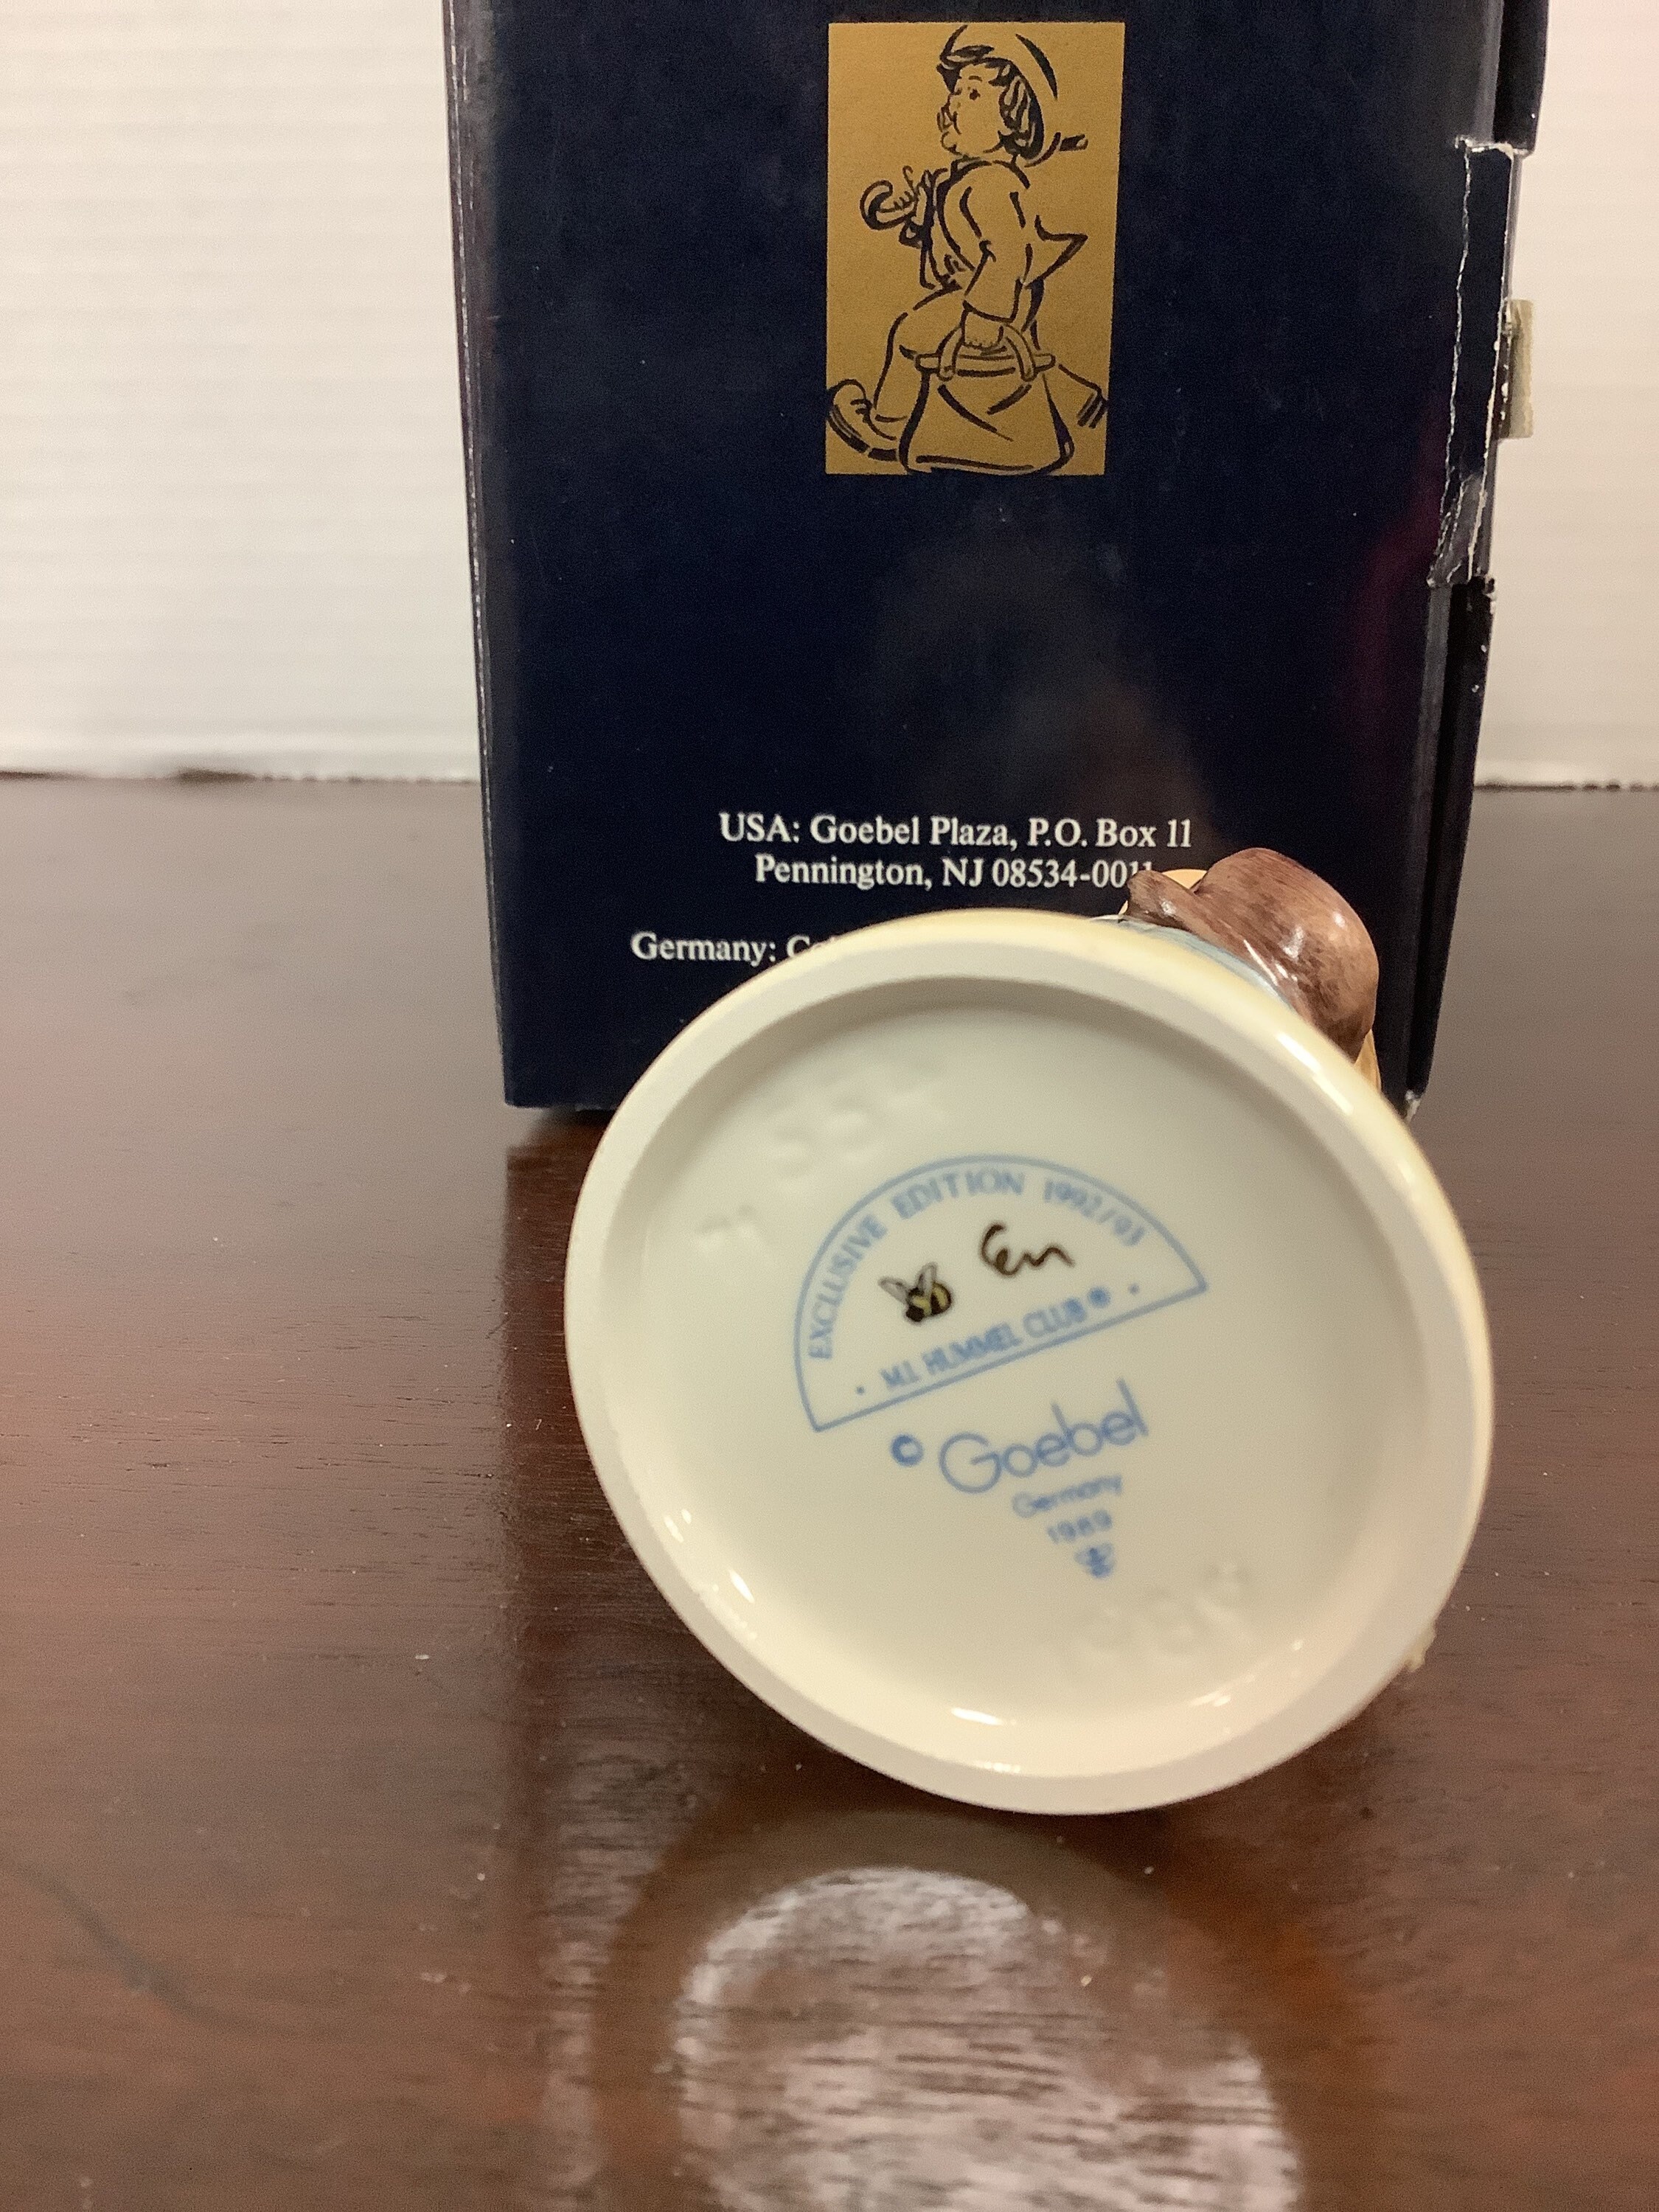 USA: Goebel Plaza, P.O. Box 11
Pennington, NJ 08534-0011
Germany:
EXCLUSIVE EDITION 1992/93
M.I. HUMMEL CLUB®
© Goebel
Germany
1989